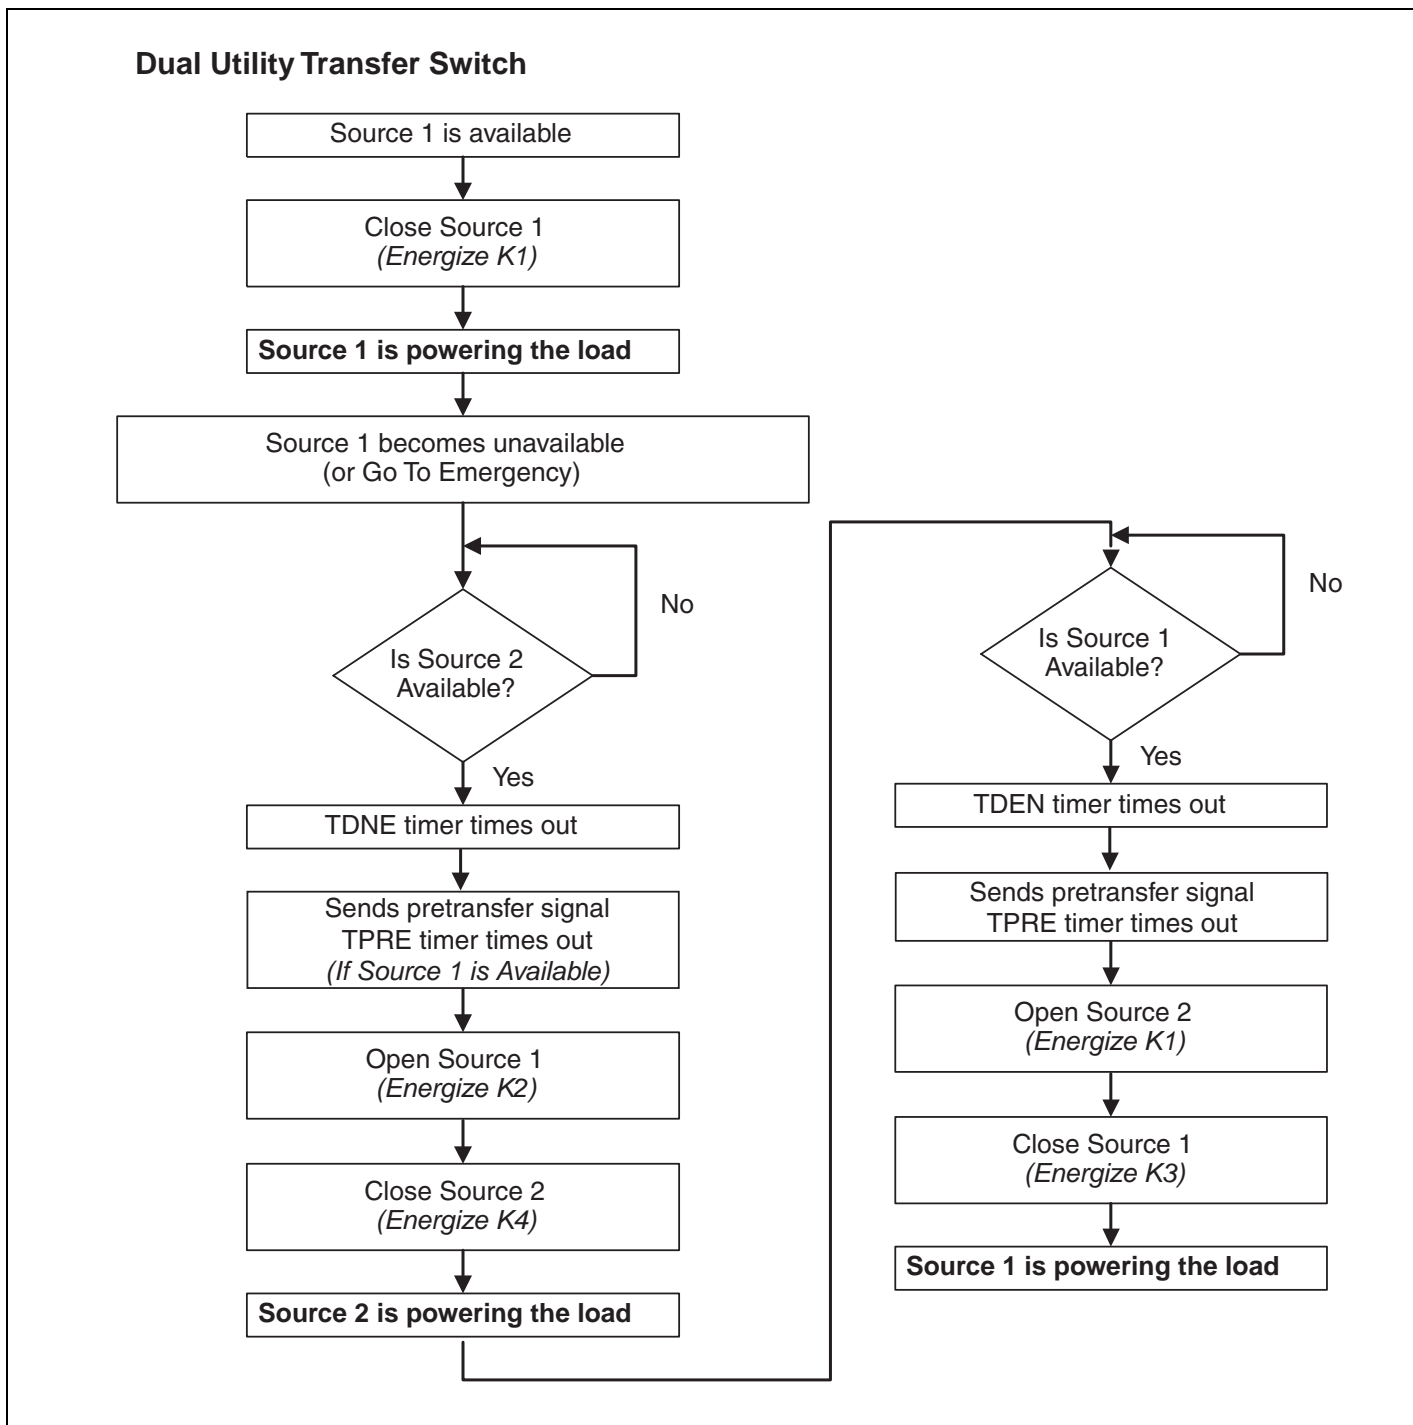 Dual Utility Transfer Switch
Source 1 is available
Close Source 1
(Energize K1)
Source 1 is powering the load
Source 1 becomes unavailable
(or Go To Emergency)
No
Is Source 2
Available?
Yes
TDNE timer times out
Sends pretransfer signal
TPRE timer times out
(If Source 1 is Available)
Open Source 1
(Energize K2)
Close Source 2
(Energize K4)
Source 2 is powering the load
No
Is Source 1
Available?
Yes
TDEN timer times out
Sends pretransfer signal
TPRE timer times out
Open Source 2
(Energize K1)
Close Source 1
(Energize K3)
Source 1 is powering the load